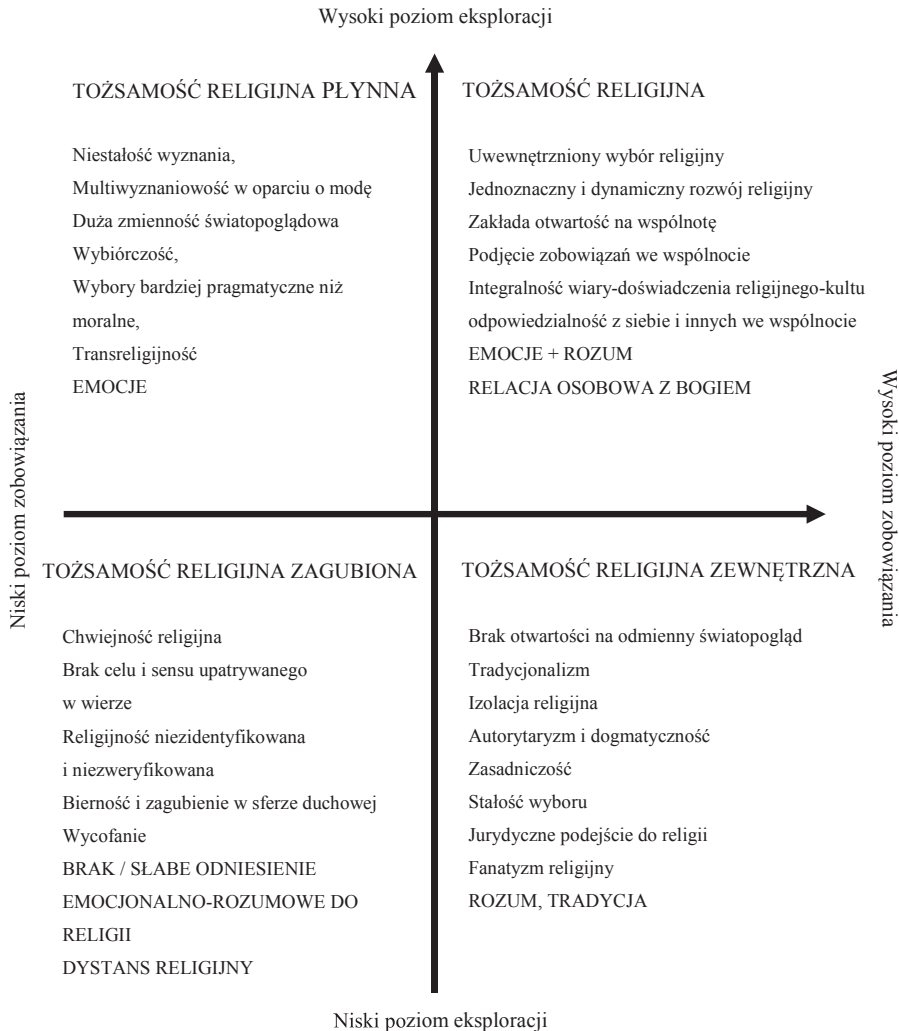 Wysoki poziom eksploracji
TOŻSAMOŚĆ RELIGIJNA PŁYNNA
Niestałość wyznania,
Multiwyznaniowość w oparciu o modę
Duża zmienność światopoglądowa
Wybiórczość,
Wybory bardziej pragmatyczne niż
moralne,
Transreligijność
EMOCJE
TOŻSAMOŚĆ RELIGIJNA
Uwewnętrzniony wybór religijny
Jednoznaczny i dynamiczny rozwój religijny
Zakłada otwartość na wspólnotę
Podjęcie zobowiązań we wspólnocie
Integralność wiary-doświadczenia religijnego-kultu
odpowiedzialność z siebie i innych we wspólnocie
EMOCJE + ROZUM
RELACJA OSOBOWA Z BOGIEM
Niski poziom zobowiązania
Wysoki poziom zobowiązania
TOŻSAMOŚĆ RELIGIJNA ZAGUBIONA
Chwiejność religijna
Brak celu i sensu upatrywanego
w wierze
Religijność niezidentyfikowana
i niezweryfikowana
Bierność i zagubienie w sferze duchowej
Wycofanie
BRAK / SŁABE ODNIESIENIE
EMOCJONALNO-ROZUMOWE DO
RELIGII
DYSTANS RELIGIJNY
TOŻSAMOŚĆ RELIGIJNA ZEWNĘTRZNA
Brak otwartości na odmienny światopogląd
Tradycjonalizm
Izolacja religijna
Autorytaryzm i dogmatyczność
Zasadniczość
Stałość wyboru
Jurydyczne podejście do religii
Fanatyzm religijny
ROZUM, TRADYCJA
Niski poziom eksploracji